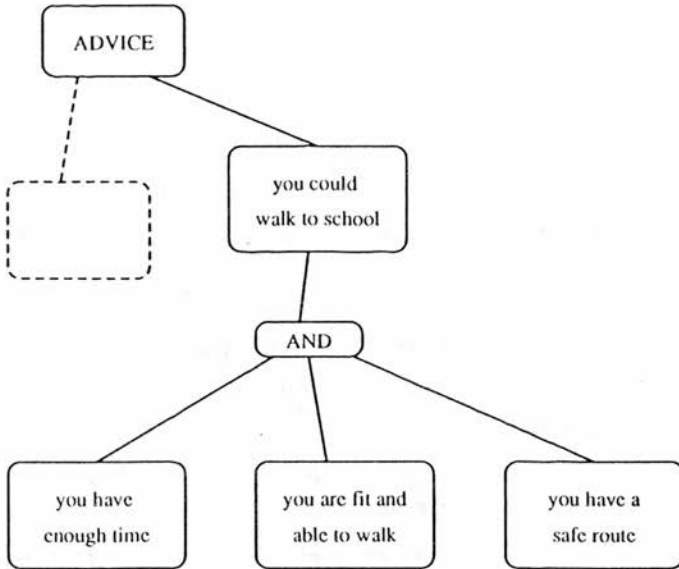 ADVICE
you could
walk to school
AND
you have
enough time
you are fit and
able to walk
you have a
safe route